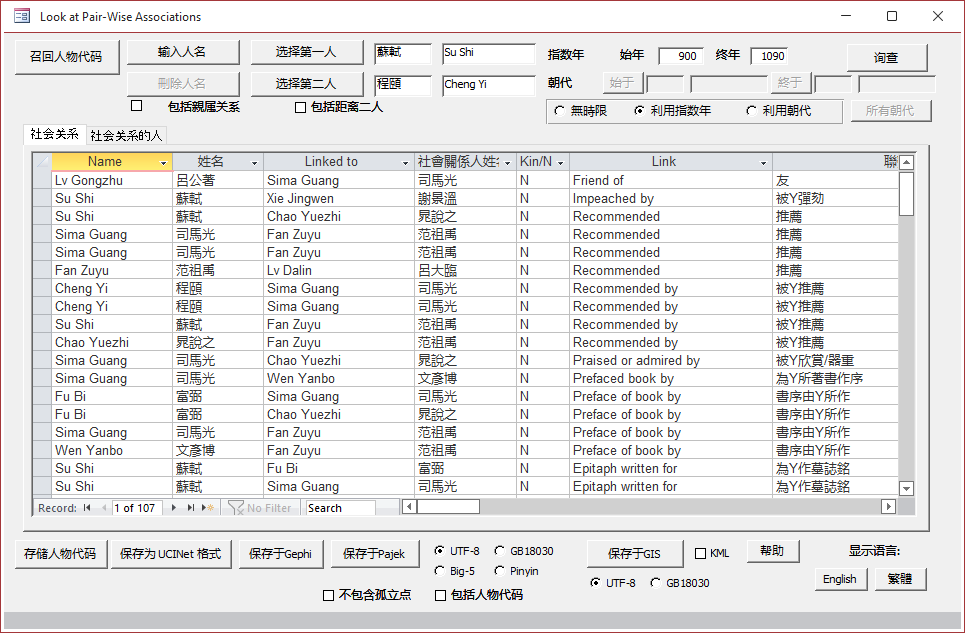 Look at Pair-Wise Associations
召回人物代码 输入人名 选择第一人 蘇軾 Su Shi 指数年 始年 900 终年 1090 询查
刪除人名 选择第二人 程頤 Cheng Yi 朝代 始于 终于
包括親属关系 包括距离二人 无時限 利用指数年 利用朝代 所有朝代
社会关系 社会关系的人
Name 姓名 Linked to 社會關係人姓名 Kin/N Link 聯
Lv Gongzhu 呂公著 Sima Guang 司馬光 N Friend of 友
Su Shi 蘇軾 Xie Jingwen 謝景溫 N Impeached by 被Y彈劾
Su Shi 蘇軾 Chao Yuezhi 晁說之 N Recommended 推薦
Sima Guang 司馬光 Fan Zuyu 范祖禹 N Recommended 推薦
Sima Guang 司馬光 Fan Zuyu 范祖禹 N Recommended 推薦
Fan Zuyu 范祖禹 Lv Dalin 呂大臨 N Recommended 推薦
Cheng Yi 程頤 Sima Guang 司馬光 N Recommended by 被Y推薦
Cheng Yi 程頤 Sima Guang 司馬光 N Recommended by 被Y推薦
Su Shi 蘇軾 Fan Zuyu 范祖禹 N Recommended by 被Y推薦
Chao Yuezhi 晁說之 Fan Zuyu 范祖禹 N Recommended by 被Y推薦
Sima Guang 司馬光 Chao Yuezhi 晁說之 N Praised or admired by 被Y欣賞/器重
Sima Guang 司馬光 Wen Yanbo 文彥博 N Prefaced book by 為Y所著書作序
Fu Bi 富弼 Sima Guang 司馬光 N Preface of book by 書序由Y所作
Fu Bi 富弼 Chao Yuezhi 晁說之 N Preface of book by 書序由Y所作
Sima Guang 司馬光 Fan Zuyu 范祖禹 N Preface of book by 書序由Y所作
Wen Yanbo 文彥博 Fan Zuyu 范祖禹 N Preface of book by 書序由Y所作
Su Shi 蘇軾 Fu Bi 富弼 N Epitaph written for 為Y作墓誌銘
Su Shi 蘇軾 Sima Guang 司馬光 N Epitaph written for 為Y作墓誌銘
Record: 1 of 107 No Filter Search
存储人物代码 保存为 UCINet 格式 保存于Gephi 保存于Pajek UTF-8 GB18030 保存于GIS KML 帮助 显示语言:
Big-5 Pinyin UTF-8 GB18030 English 繁體
不包含孤立点 包括人物代码